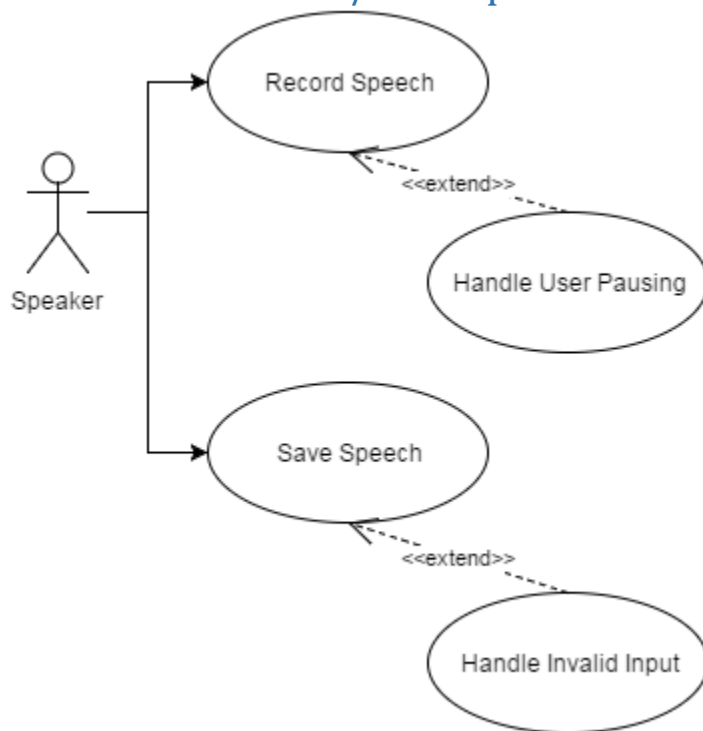 Record Speech
<<extend>>
Handle User Pausing
Speaker
Save Speech
<<extend>>
Handle Invalid Input